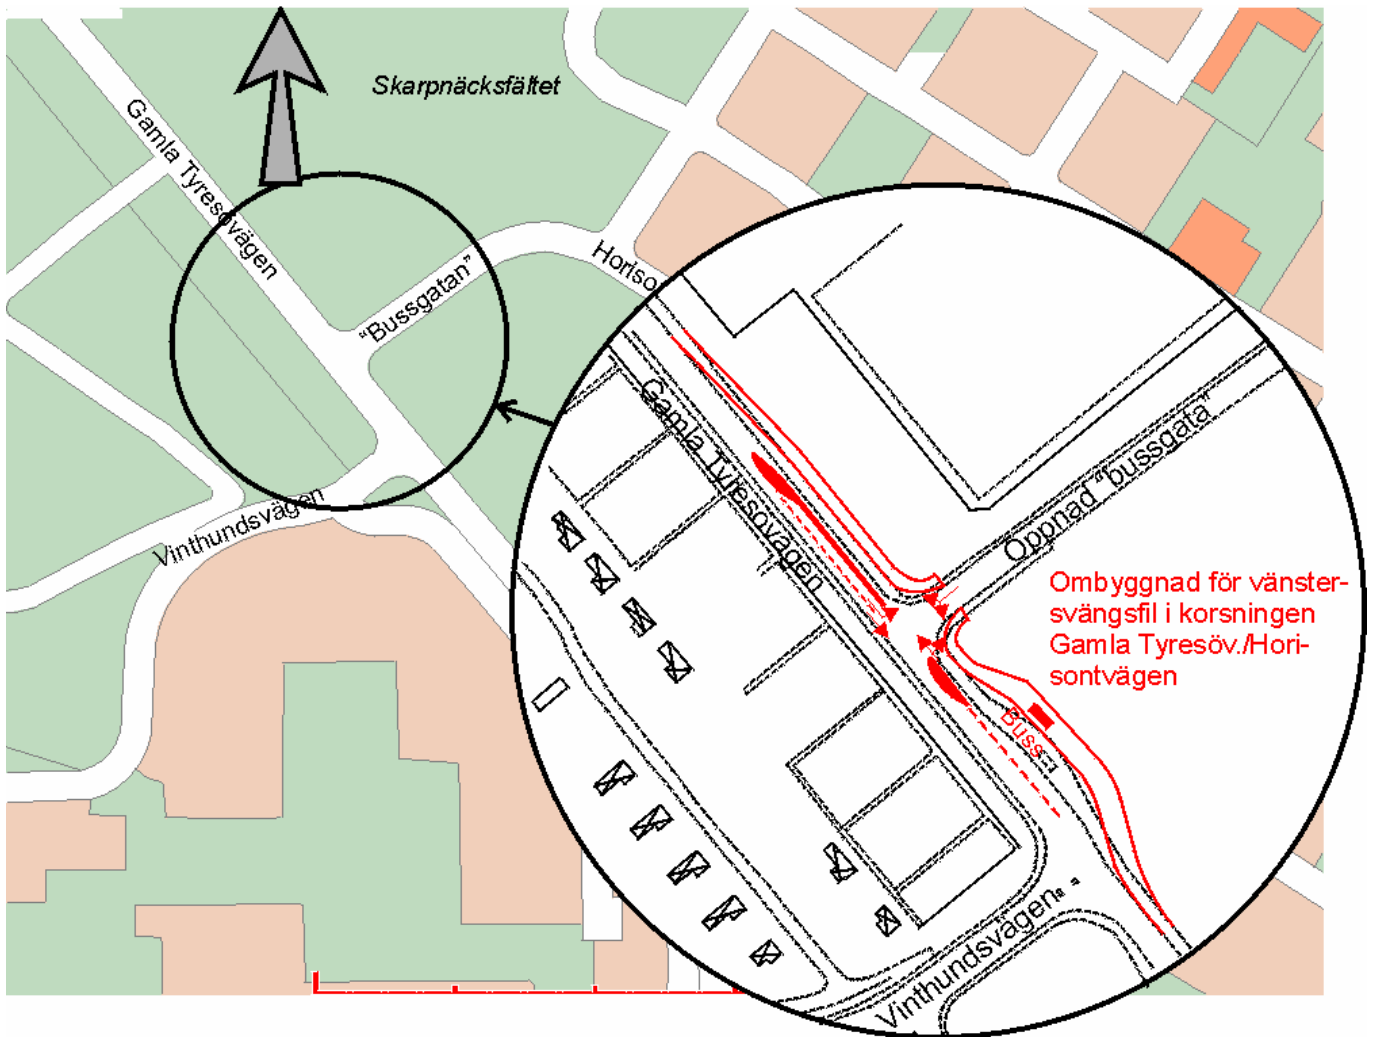 Skarpnäcksfältet
Gamla Tyresövägen
"Bussgatan"
Horiso
Vinthundsvägen
Gamla Tyresövägen
Öppnad "bussgata"
Ombyggnad för vänster-
svängsfil i korsningen
Gamla Tyresöv./Hori-
sontvägen
Buss
Vinthundsvägen